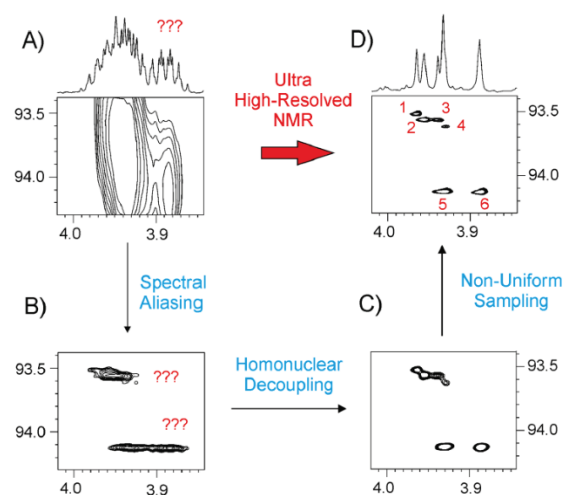 A)
???
D)
Ultra
High-Resolved
NMR
93.5
94.0
4.0
3.9
1
3
2
4
5
6
93.5
94.0
4.0
3.9
Spectral
Aliasing
Non-Uniform
Sampling
B)
C)
Homonuclear
Decoupling
93.5
???
???
94.0
4.0
3.9
93.5
94.0
4.0
3.9